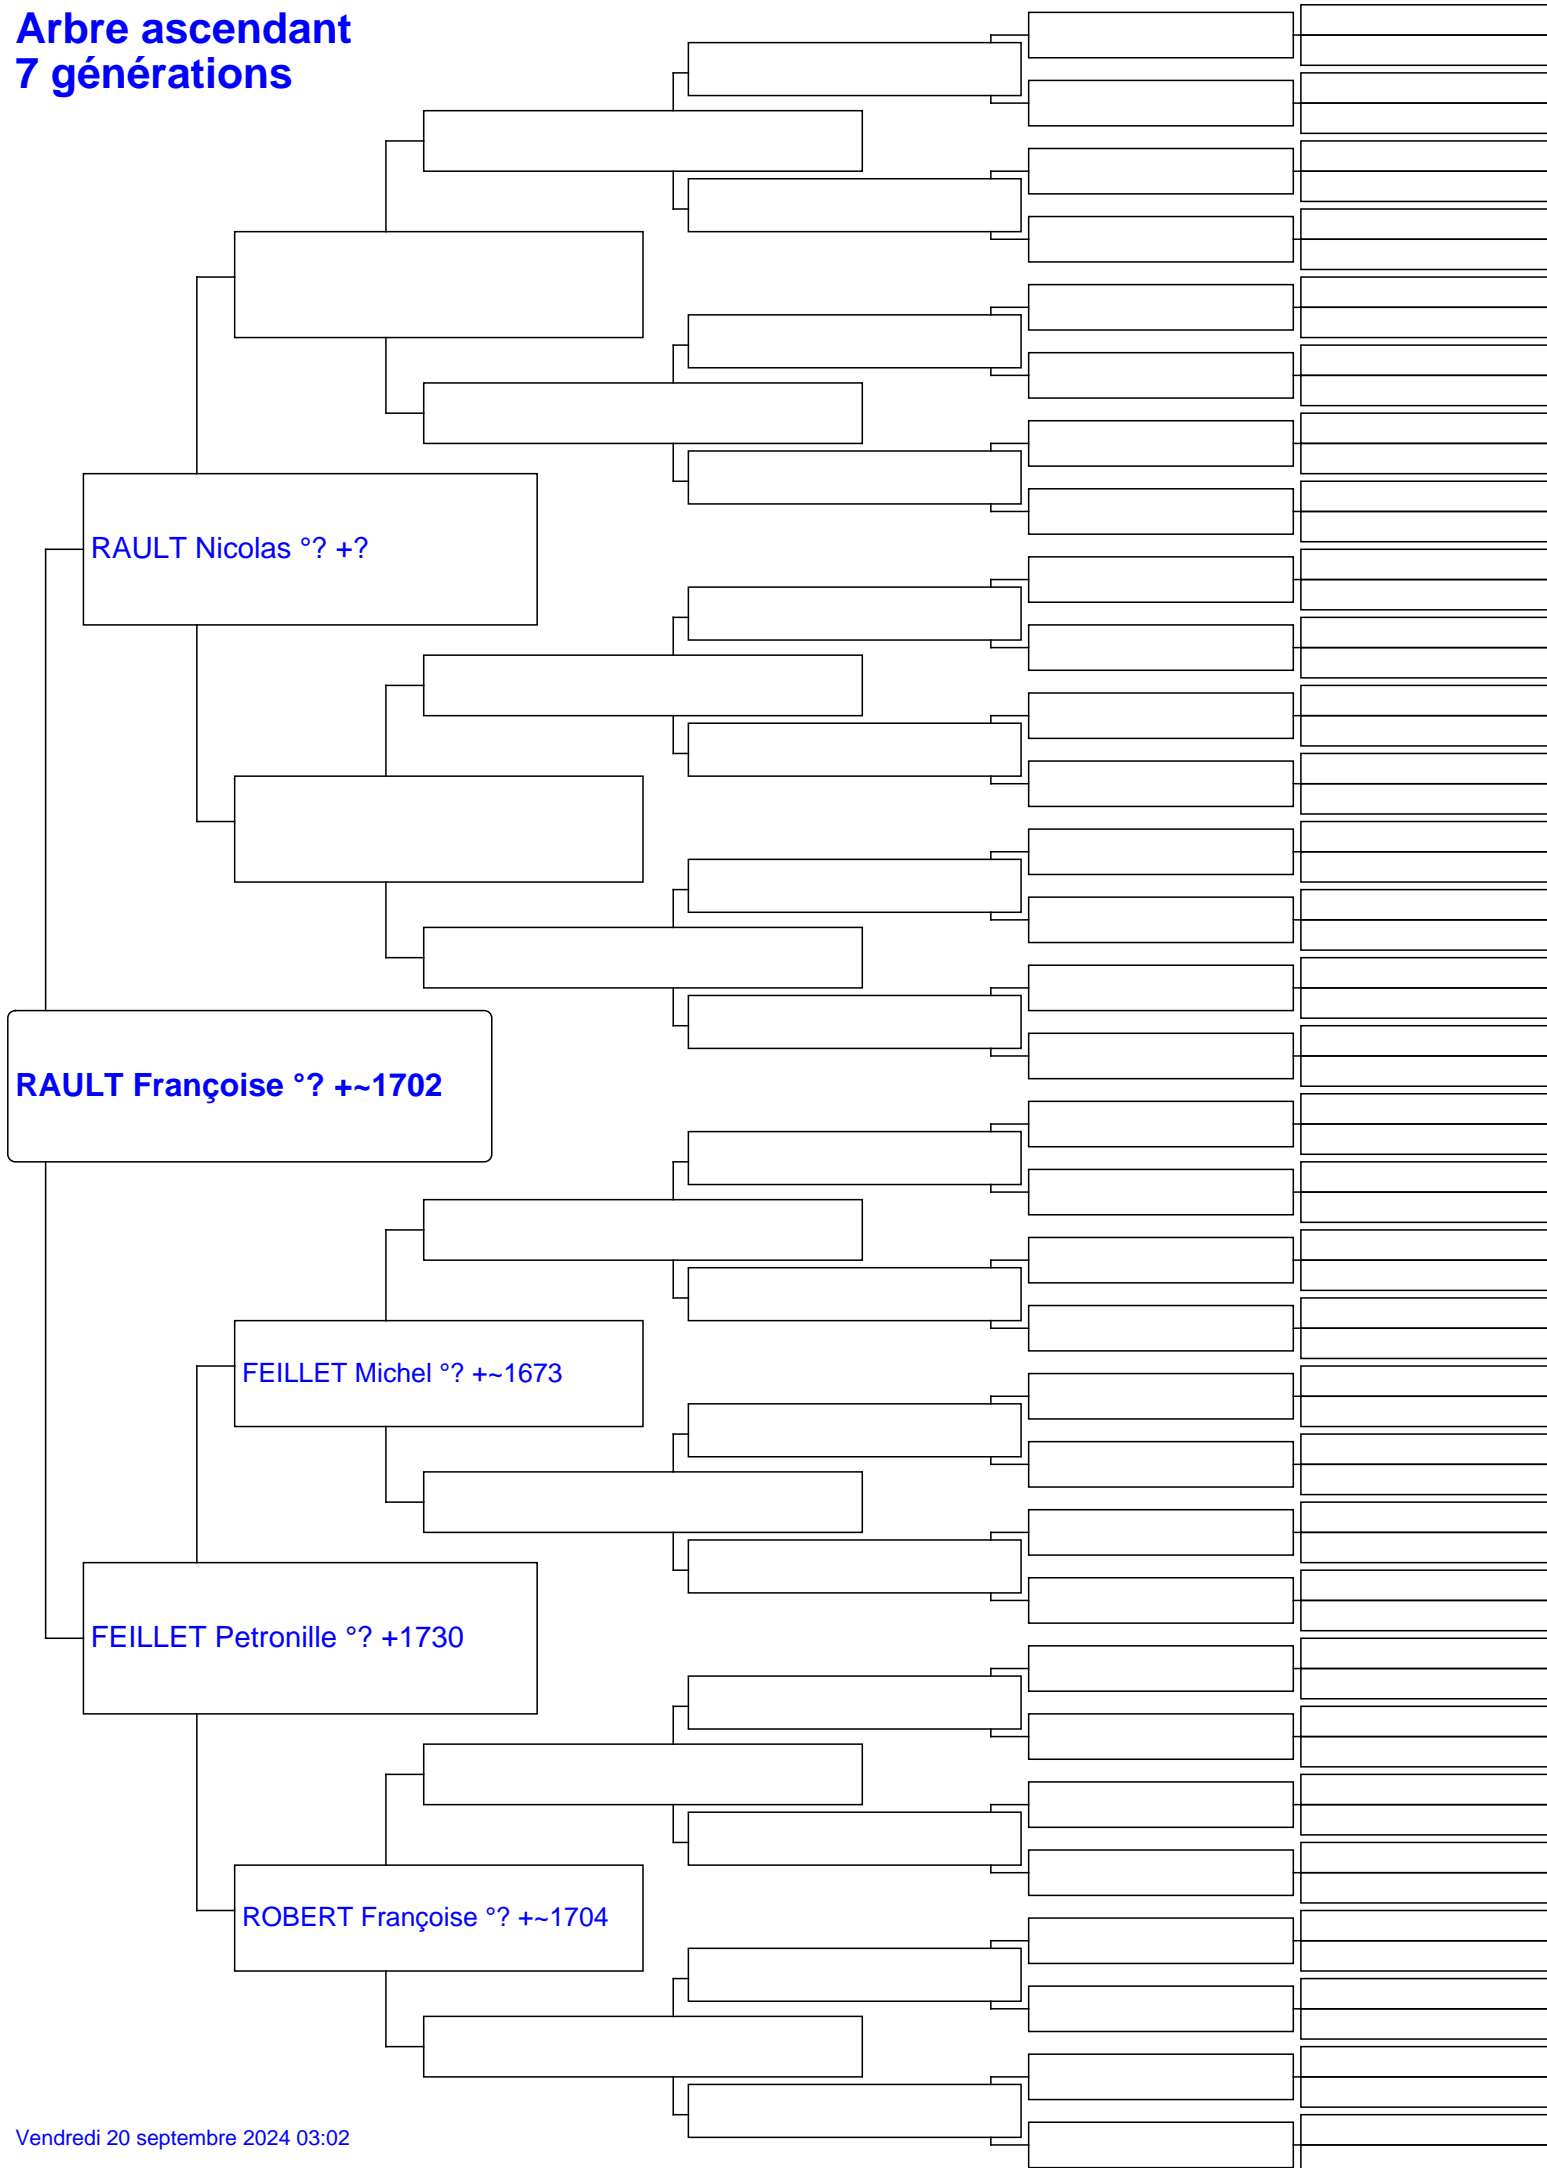 Arbre ascendant
7 générations
RAULT Nicolas °? +?
RAULT Françoise °? +~1702
FEILLET Michel °? +~1673
FEILLET Petronille °? +1730
ROBERT Françoise °? +~1704
Vendredi 20 septembre 2024 03:02